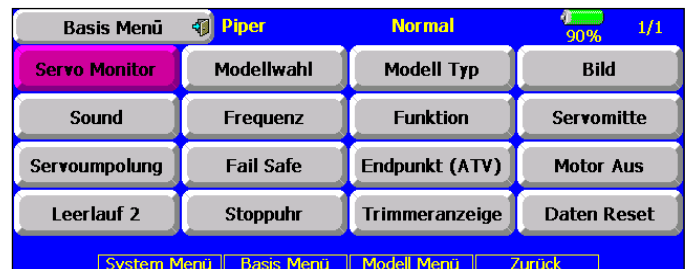 Basis Menü Piper Normal 90% 1/1
Servo Monitor Modellwahl Modell Typ Bild
Sound Frequenz Funktion Servomitte
Servoumpolung Fail Safe Endpunkt (ATV) Motor Aus
Leerlauf 2 Stoppuhr Trimmeranzeige Daten Reset
System Menü Basis Menü Modell Menü Zurück